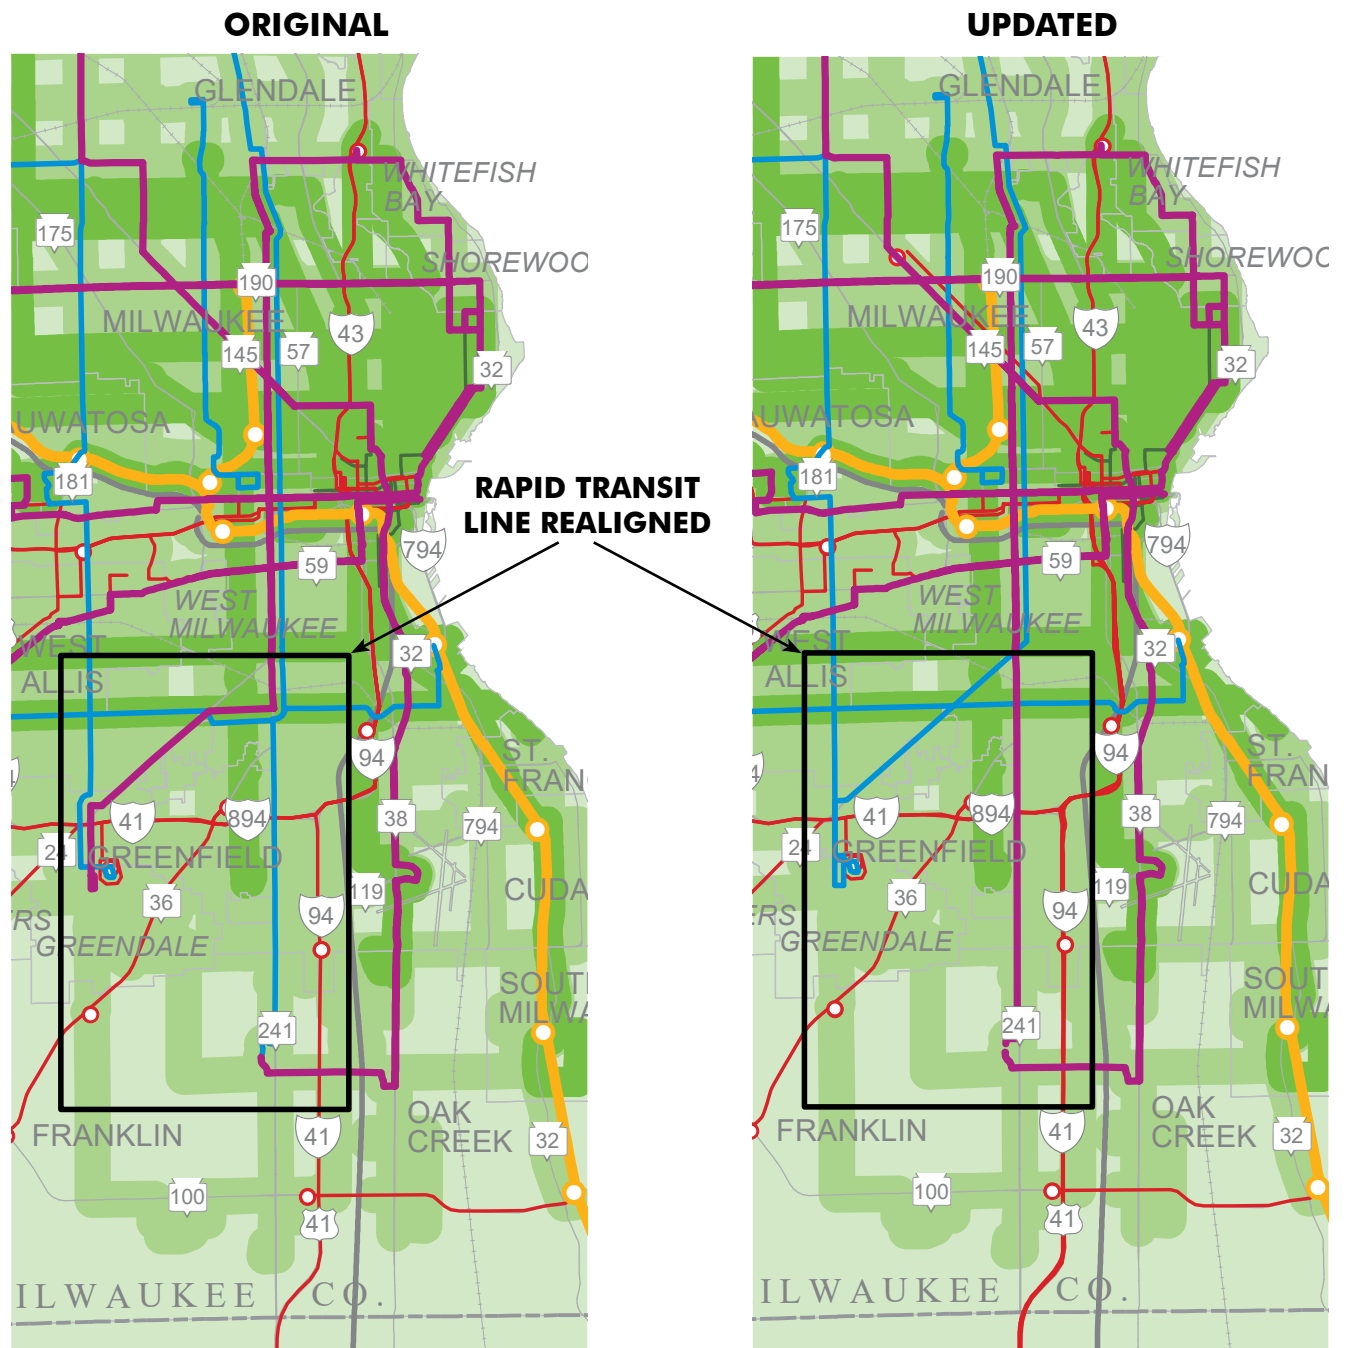 ORIGINAL
UPDATED
GLENDALE
WHITEFISH
BAY
175
SHOREWOO
190
MILWAUKEE
43
145
57
32
UWATOSA
181
794
59
WEST
MILWAUKEE
WEST
ALLIS
32
94
ST.
FRAN
41
894
38
794
24
GREENFIELD
36
119
CUDA
94
ERS
GREENDALE
SOUT
MILWA
241
OAK
CREEK
FRANKLIN
41
32
100
41
ILWAUKEE CO.
RAPID TRANSIT
LINE REALIGNED
GLENDALE
WHITEFISH
BAY
175
SHOREWOO
190
MILWAUKEE
43
145
57
32
AUWATOSA
181
794
59
WEST
MILWAUKEE
WEST
ALLIS
32
94
ST.
FRAN
41
894
38
794
24
GREENFIELD
36
119
CUDA
94
ERS
GREENDALE
SOUT
MILWA
241
OAK
CREEK
FRANKLIN
41
32
100
41
ILWAUKEE CO.